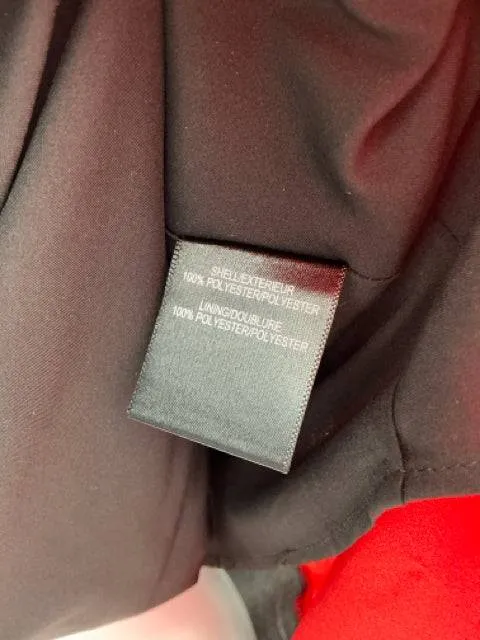 SHELL/EXTERIEUR
100% POLYESTER/POLYESTER
LINING/DOUBLURE
100% POLYESTER/POLYESTER